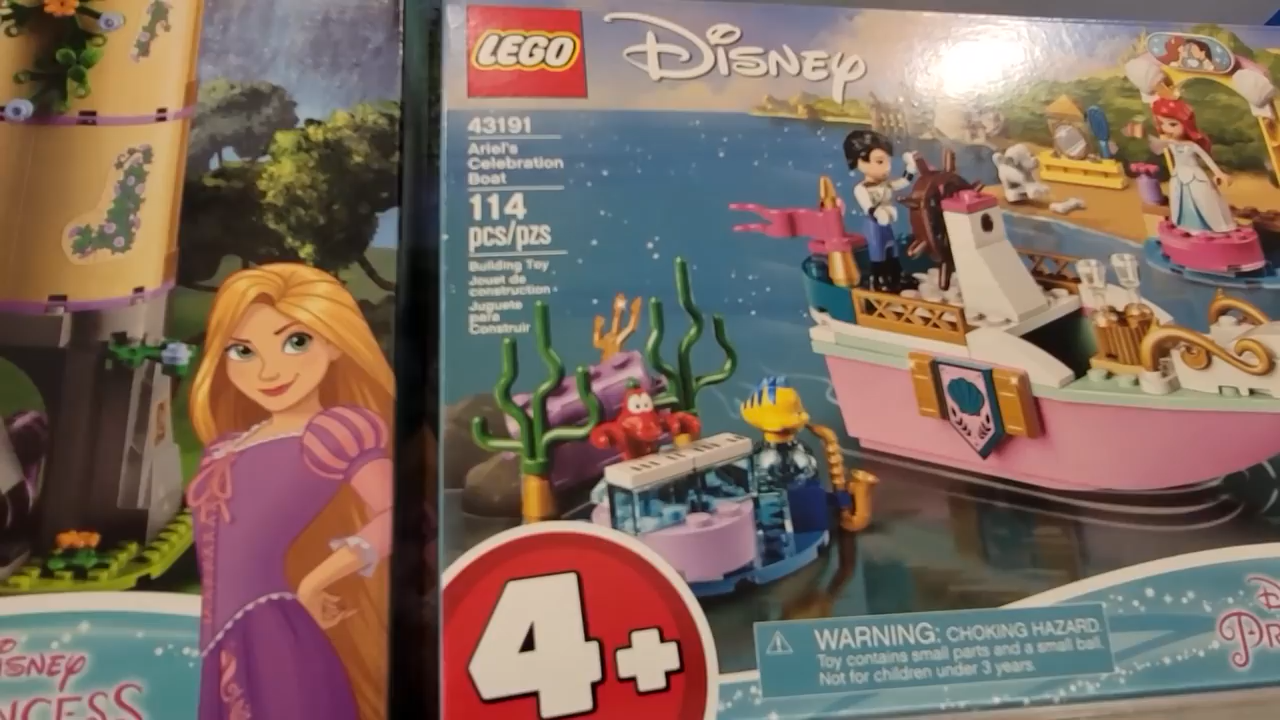 LEGO
DISNEY
43191
Ariel's
Celebration
Boat
114
pcs/pzs
Building Toy
Jouet de
construction
Juguete
para
Construir
4+
WARNING: CHOKING HAZARD
Toy contains small parts and a small ball.
Not for children under 3 years.
DISNEY